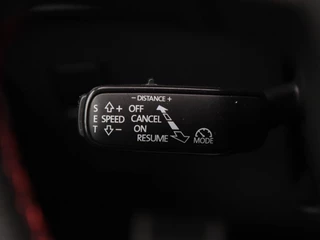 - DISTANCE +
S ⇧ + OFF
E SPEED CANCEL
T ⇩ - ON
RESUME MODE